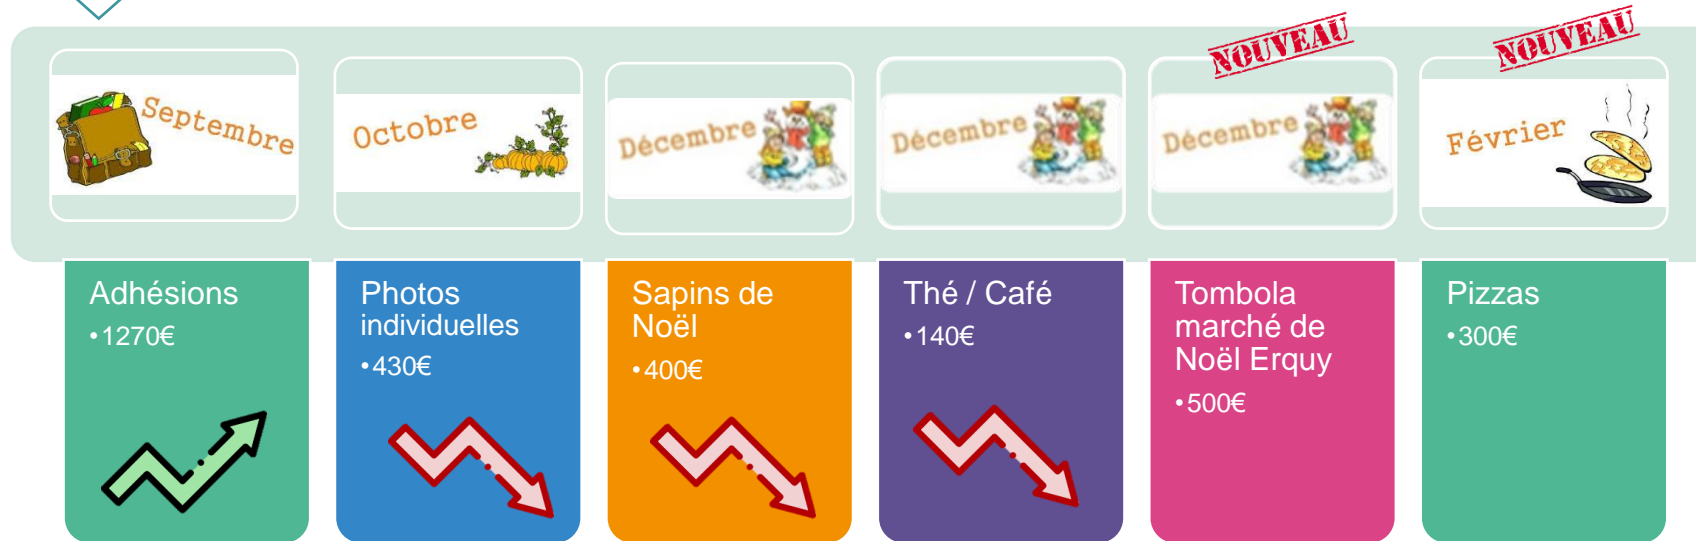 NOUVEAU
NOUVEAU
Septembre
Octobre
Décembre
Décembre
Décembre
Février
Adhésions
•1270€
Photos
individuelles
•430€
Sapins de
Noël
•400€
Thé / Café
•140€
Tombola
marché de
Noël Erquy
•500€
Pizzas
•300€